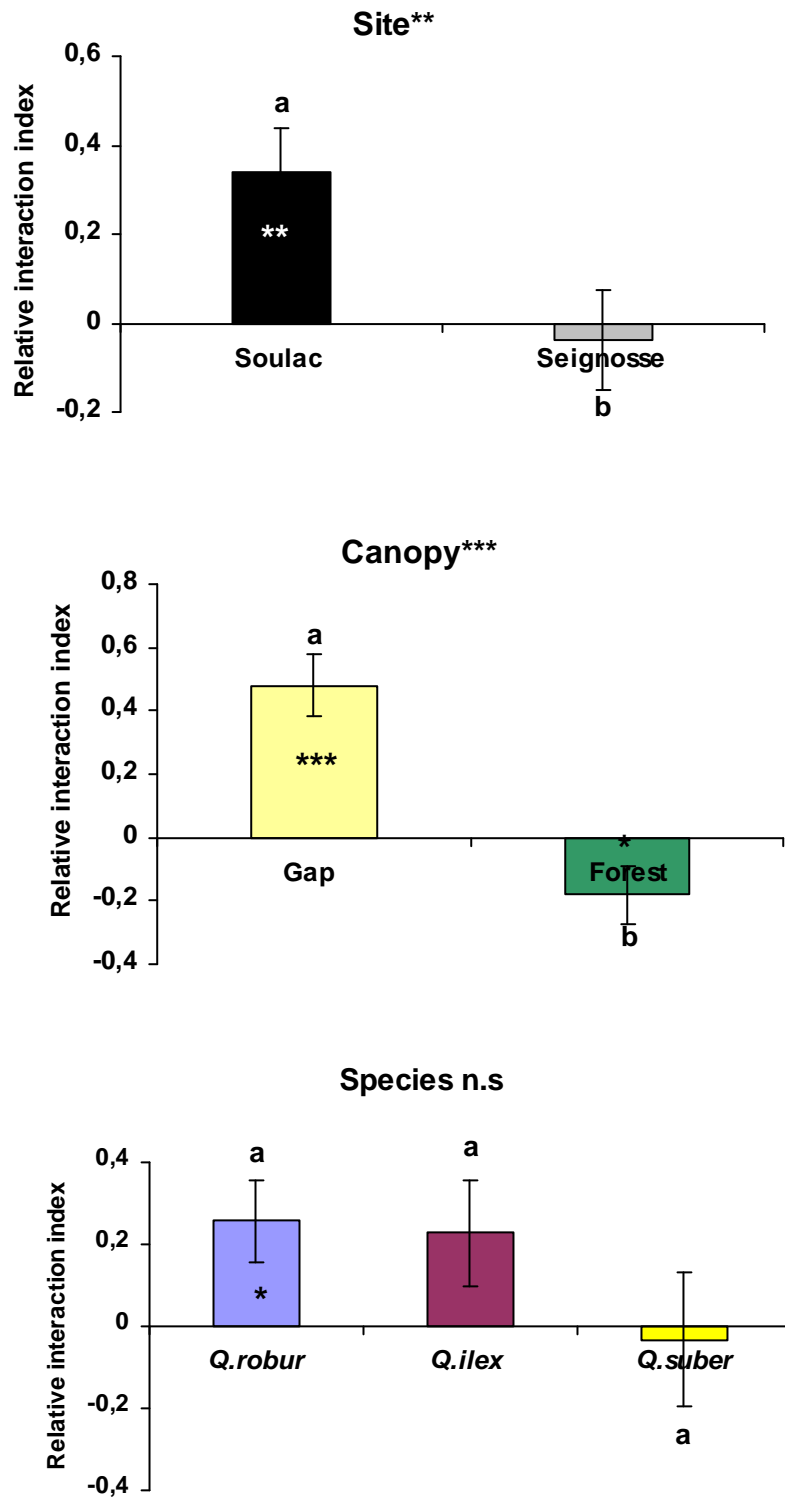 Site**
Relative interaction index
0,6
0,4
0,2
0
-0,2
a
**
Soulac
Seignosse
b
Canopy***
Relative interaction index
0,8
0,6
0,4
0,2
0
-0,2
-0,4
a
***
Gap
*
Forest
b
Species n.s
Relative interaction index
0,4
0,2
0
-0,2
-0,4
a
a
*
Q.robur
Q.ilex
Q.suber
a